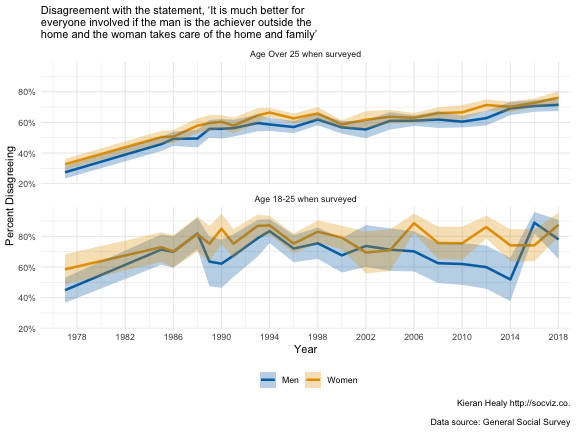 Disagreement with the statement, ‘It is much better for
everyone involved if the man is the achiever outside the
home and the woman takes care of the home and family’
Age Over 25 when surveyed
80%
60%
40%
20%
Age 18-25 when surveyed
80%
60%
40%
20%
Percent Disagreeing
1978 1982 1986 1990 1994 1998 2002 2006 2010 2014 2018
Year
Men Women
Kieran Healy http://socviz.co.
Data source: General Social Survey